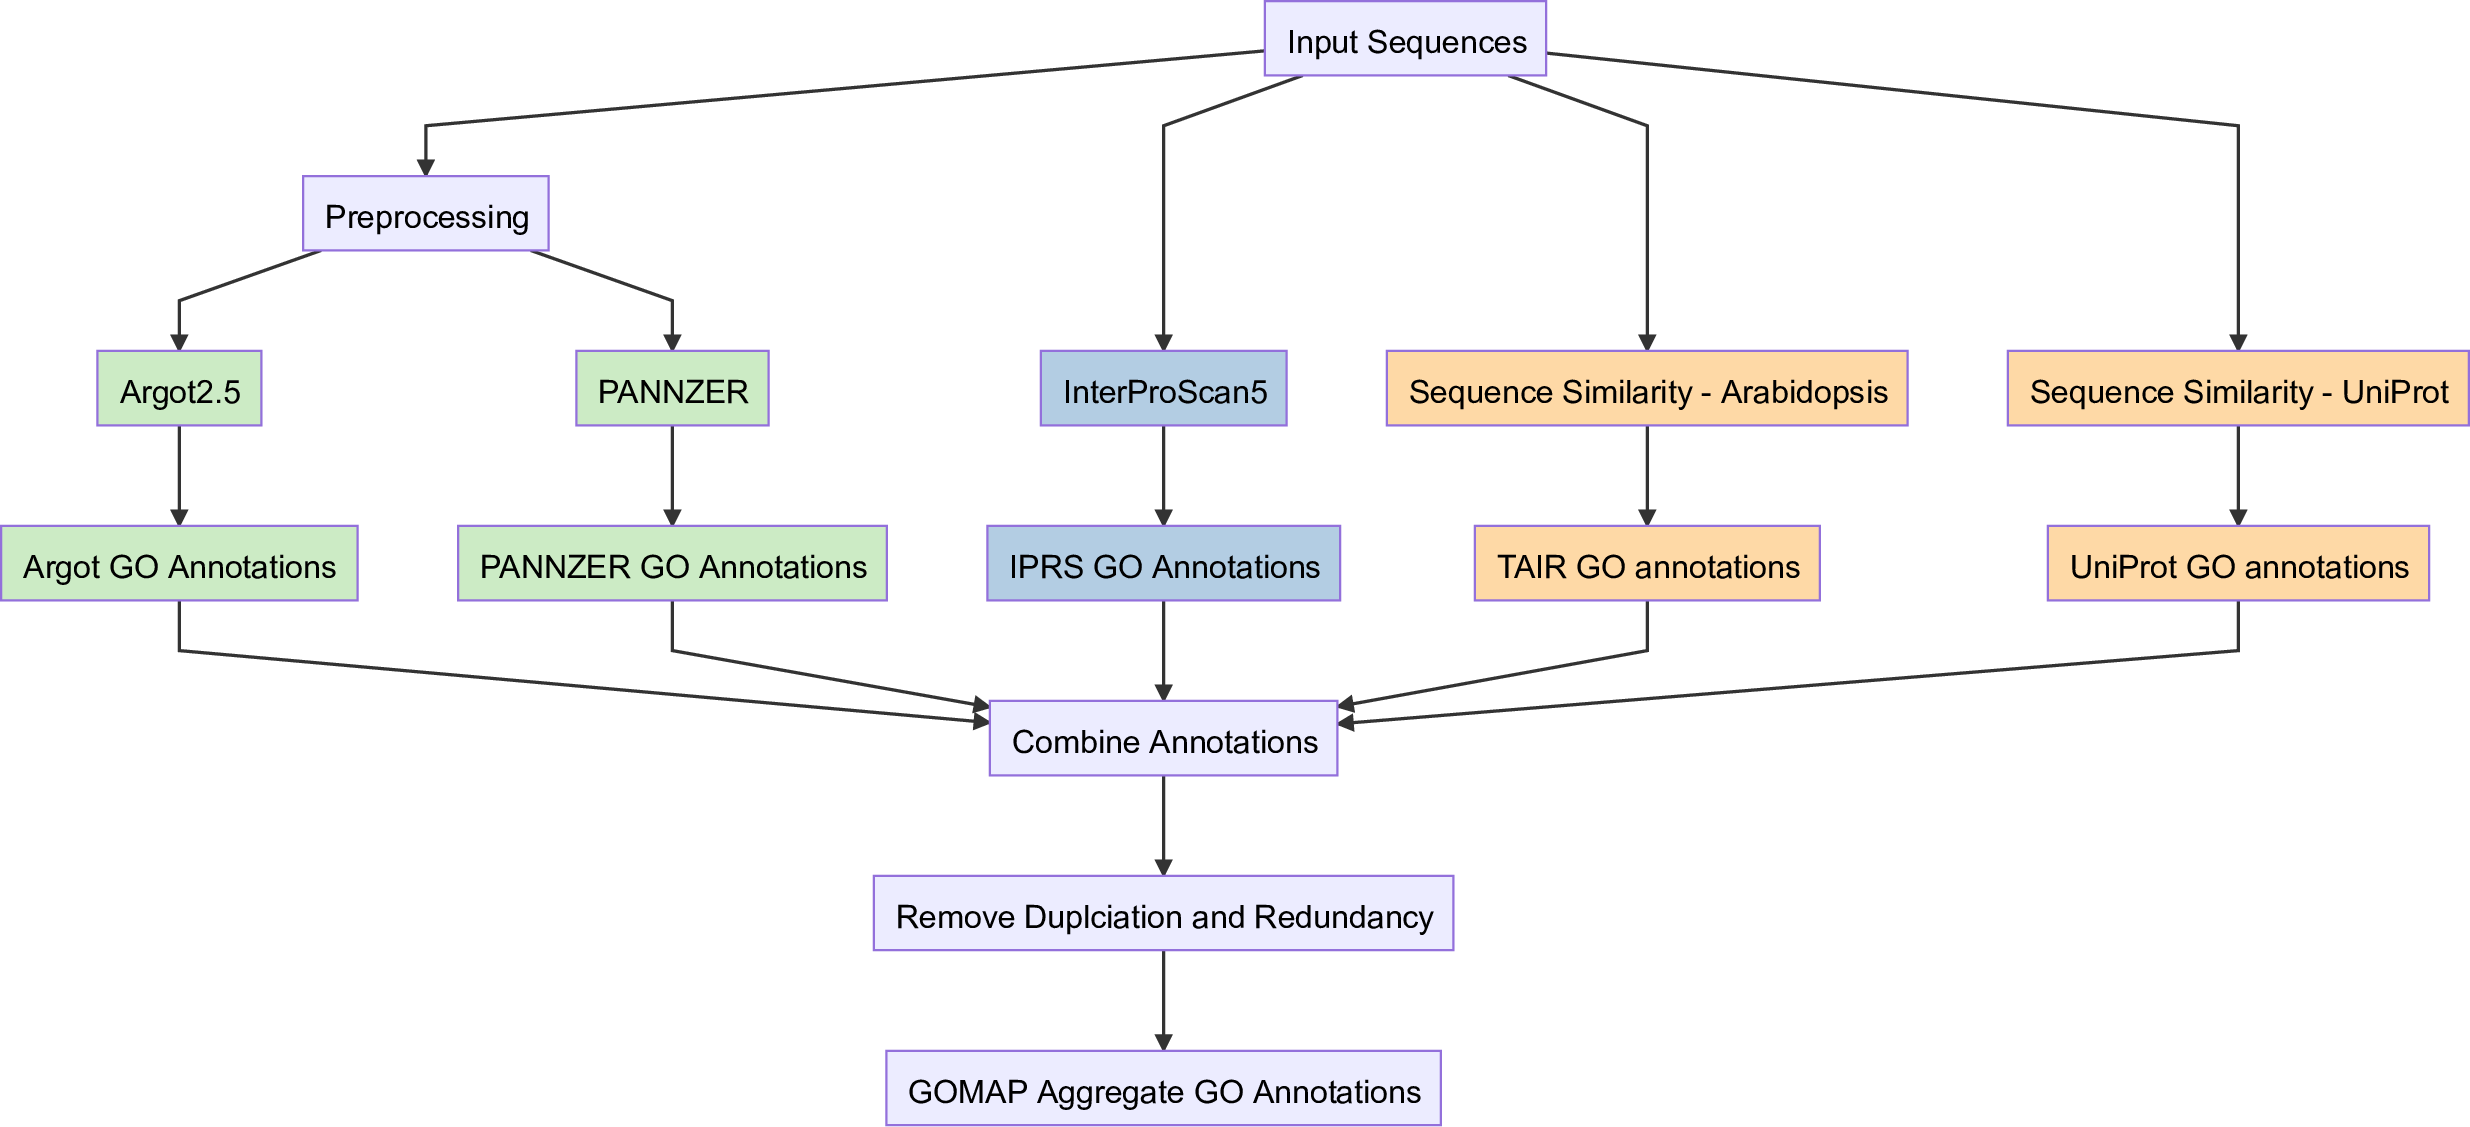 Input Sequences
Preprocessing
Argot2.5
PANNZER
InterProScan5
Sequence Similarity - Arabidopsis
Sequence Similarity - UniProt
Argot GO Annotations
PANNZER GO Annotations
IPRS GO Annotations
TAIR GO annotations
UniProt GO annotations
Combine Annotations
Remove Duplciation and Redundancy
GOMAP Aggregate GO Annotations